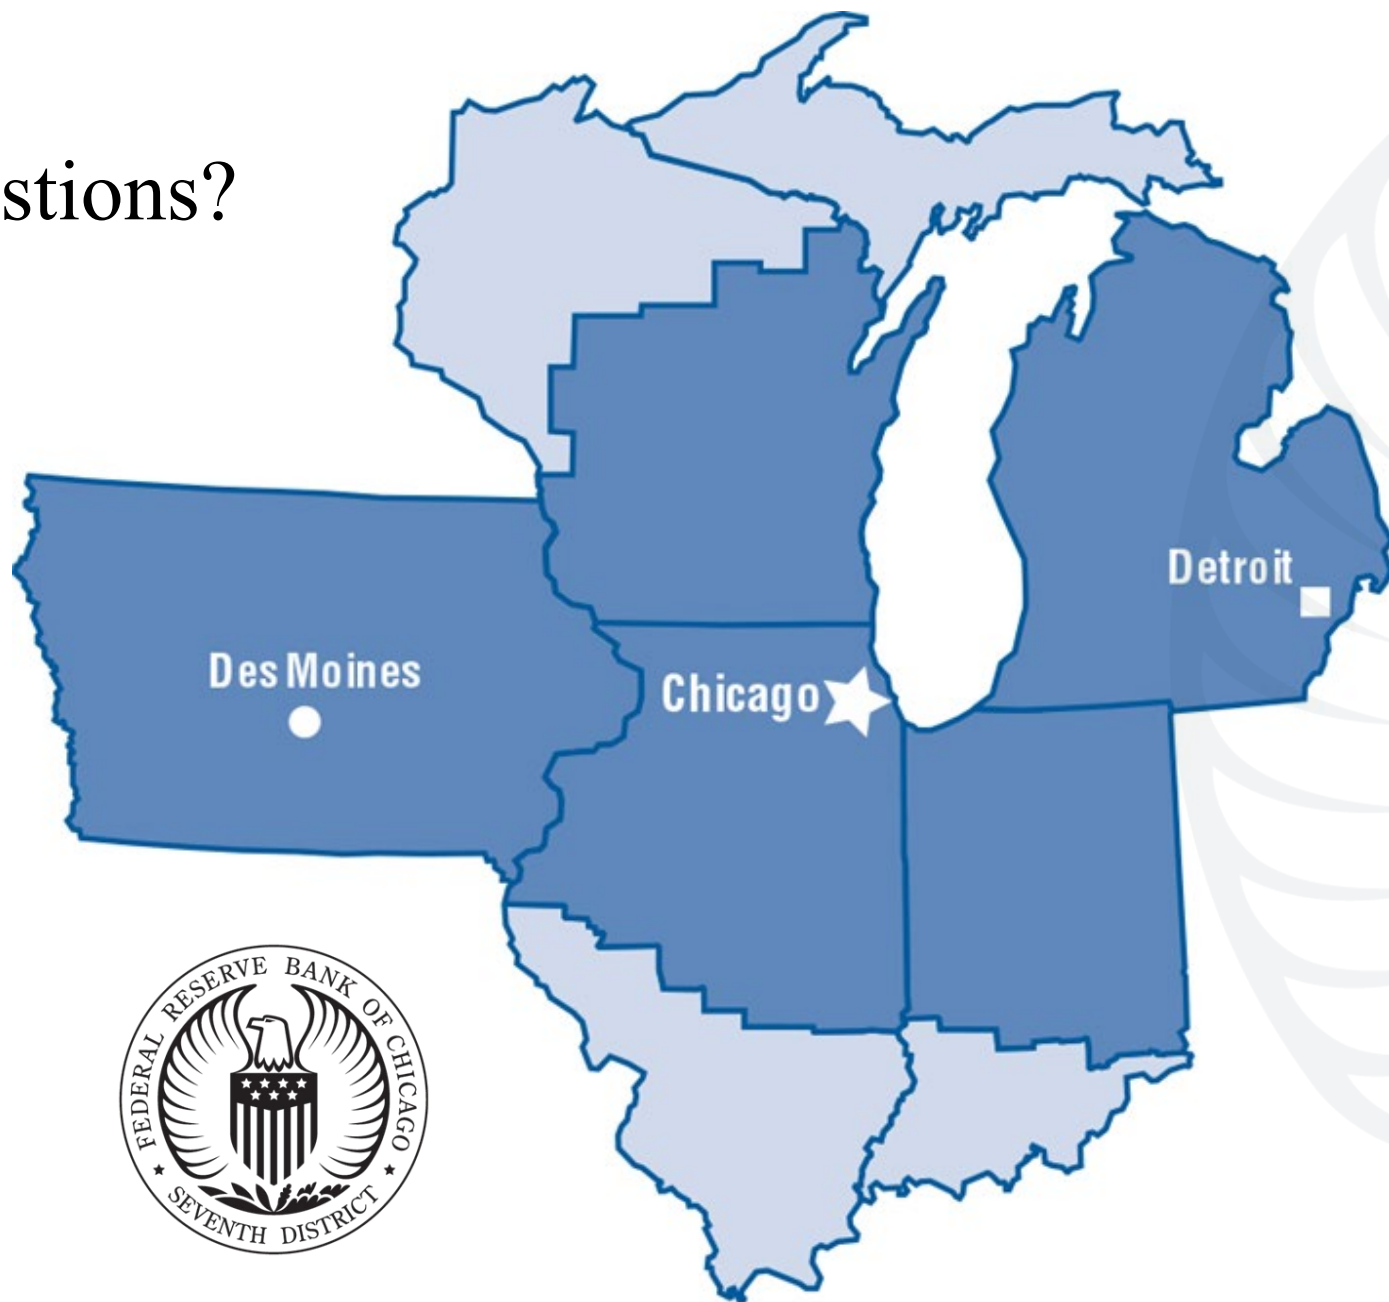 stions?
Detroit
Des Moines
Chicago
FEDERAL RESERVE BANK OF CHICAGO
SEVENTH DISTRICT